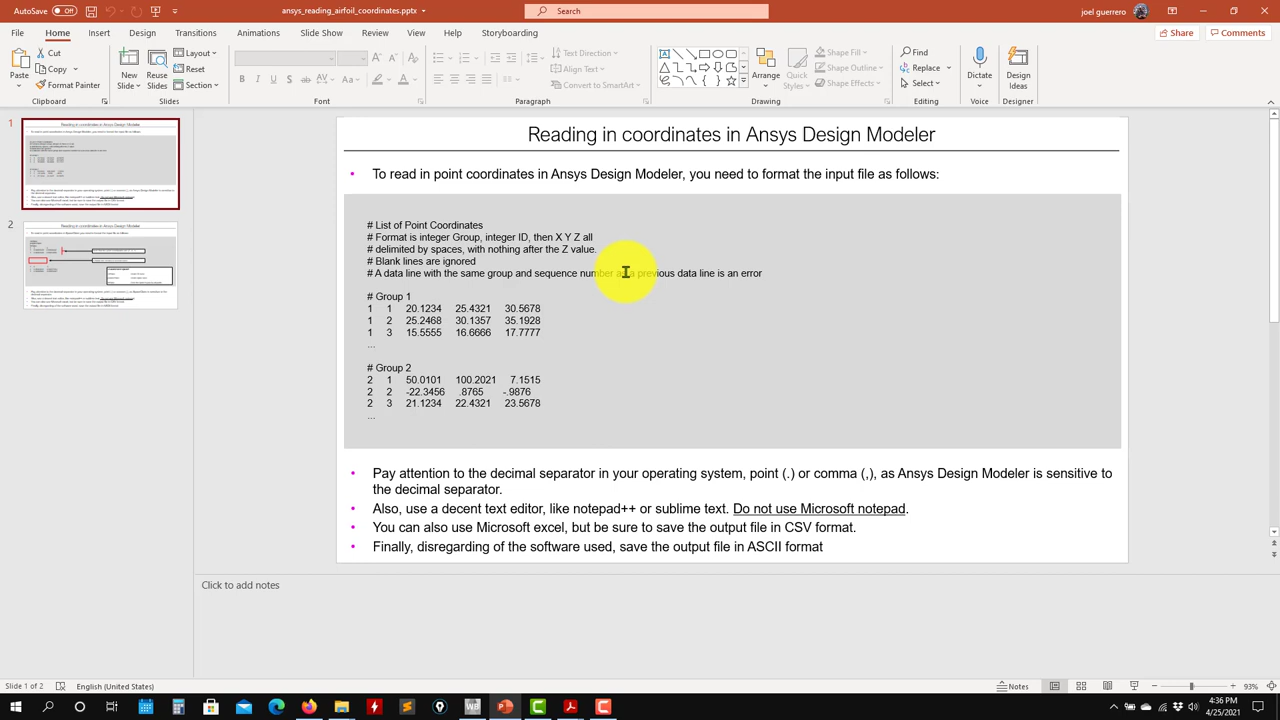 AutoSave
Off
ansys_reading_airfoil_coordinates.pptx
Search
joel guerrero
File
Home
Insert
Design
Transitions
Animations
Slide Show
Review
View
Help
Storyboarding
Share
Comments
Paste
Cut
Copy
Format Painter
Clipboard
New Slides
Reuse Slides
Layout
Reset
Section
Slides
Font
Text Direction
Align Text
Convert to SmartArt
Paragraph
Arrange
Quick Styles
Shape Fill
Shape Outline
Shape Effects
Drawing
Find
Replace
Select
Editing
Dictate
Voice
Design Ideas
Designer
1
2
Reading in coordinates in Ansys Design Modeler
• To read in point coordinates in Ansys Design Modeler, you need to format the input file as follows:
# List of Point Coordinates
# Format is integer Group, integer ID, then X Y Z all
# delimited by spaces, with nothing after the Z value.
# Blank lines are ignored
# A data line with the same group and sequence number as a previous data line is an error
# Group 1
1 1 20.1234 25.4321 30.5678
1 2 25.2468 30.1357 35.1928
1 3 15.5555 16.6666 17.7777
...
# Group 2
2 1 50.0101 100.2021 7.1515
2 2 -22.3456 .8765 -.9876
2 3 21.1234 22.4321 23.5678
...
• Pay attention to the decimal separator in your operating system, point (.) or comma (,), as Ansys Design Modeler is sensitive to
the decimal separator.
• Also, use a decent text editor, like notepad++ or sublime text. Do not use Microsoft notepad.
• You can also use Microsoft excel, but be sure to save the output file in CSV format.
• Finally, disregarding of the software used, save the output file in ASCII format
Click to add notes
Slide 1 of 2
English (United States)
Notes
93%
4:36 PM
4/25/2021